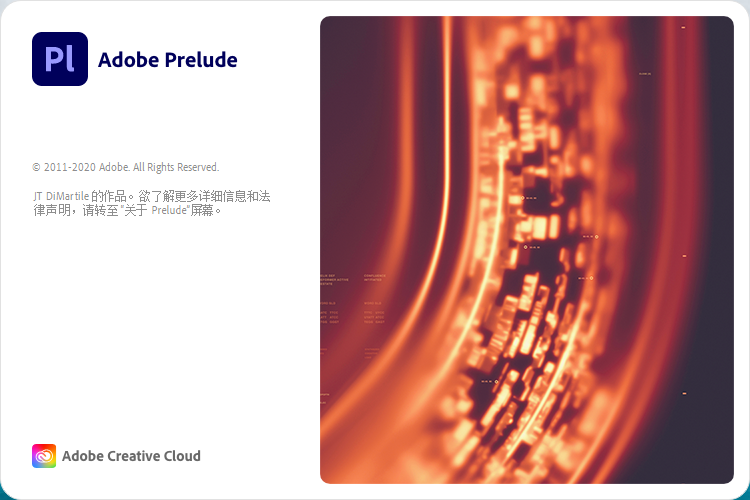 Pl
Adobe Prelude
© 2011-2020 Adobe. All Rights Reserved.
JT DiMartile 的作品。欲了解更多详细信息和法
律声明，请转至“关于 Prelude”屏幕。
Adobe Creative Cloud